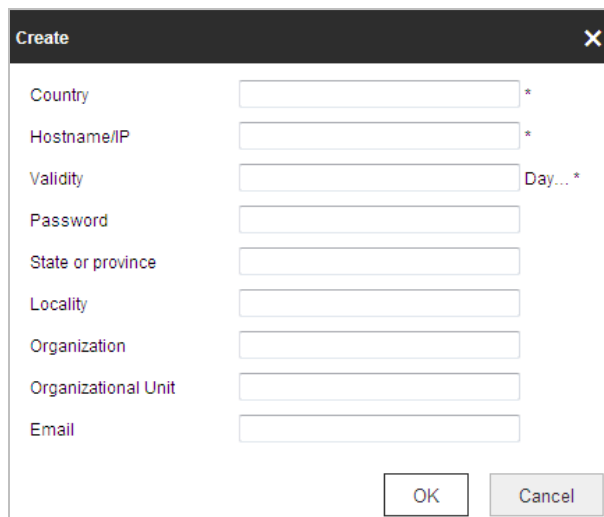 Create
Country *
Hostname/IP *
Validity Day... *
Password
State or province
Locality
Organization
Organizational Unit
Email
OK Cancel